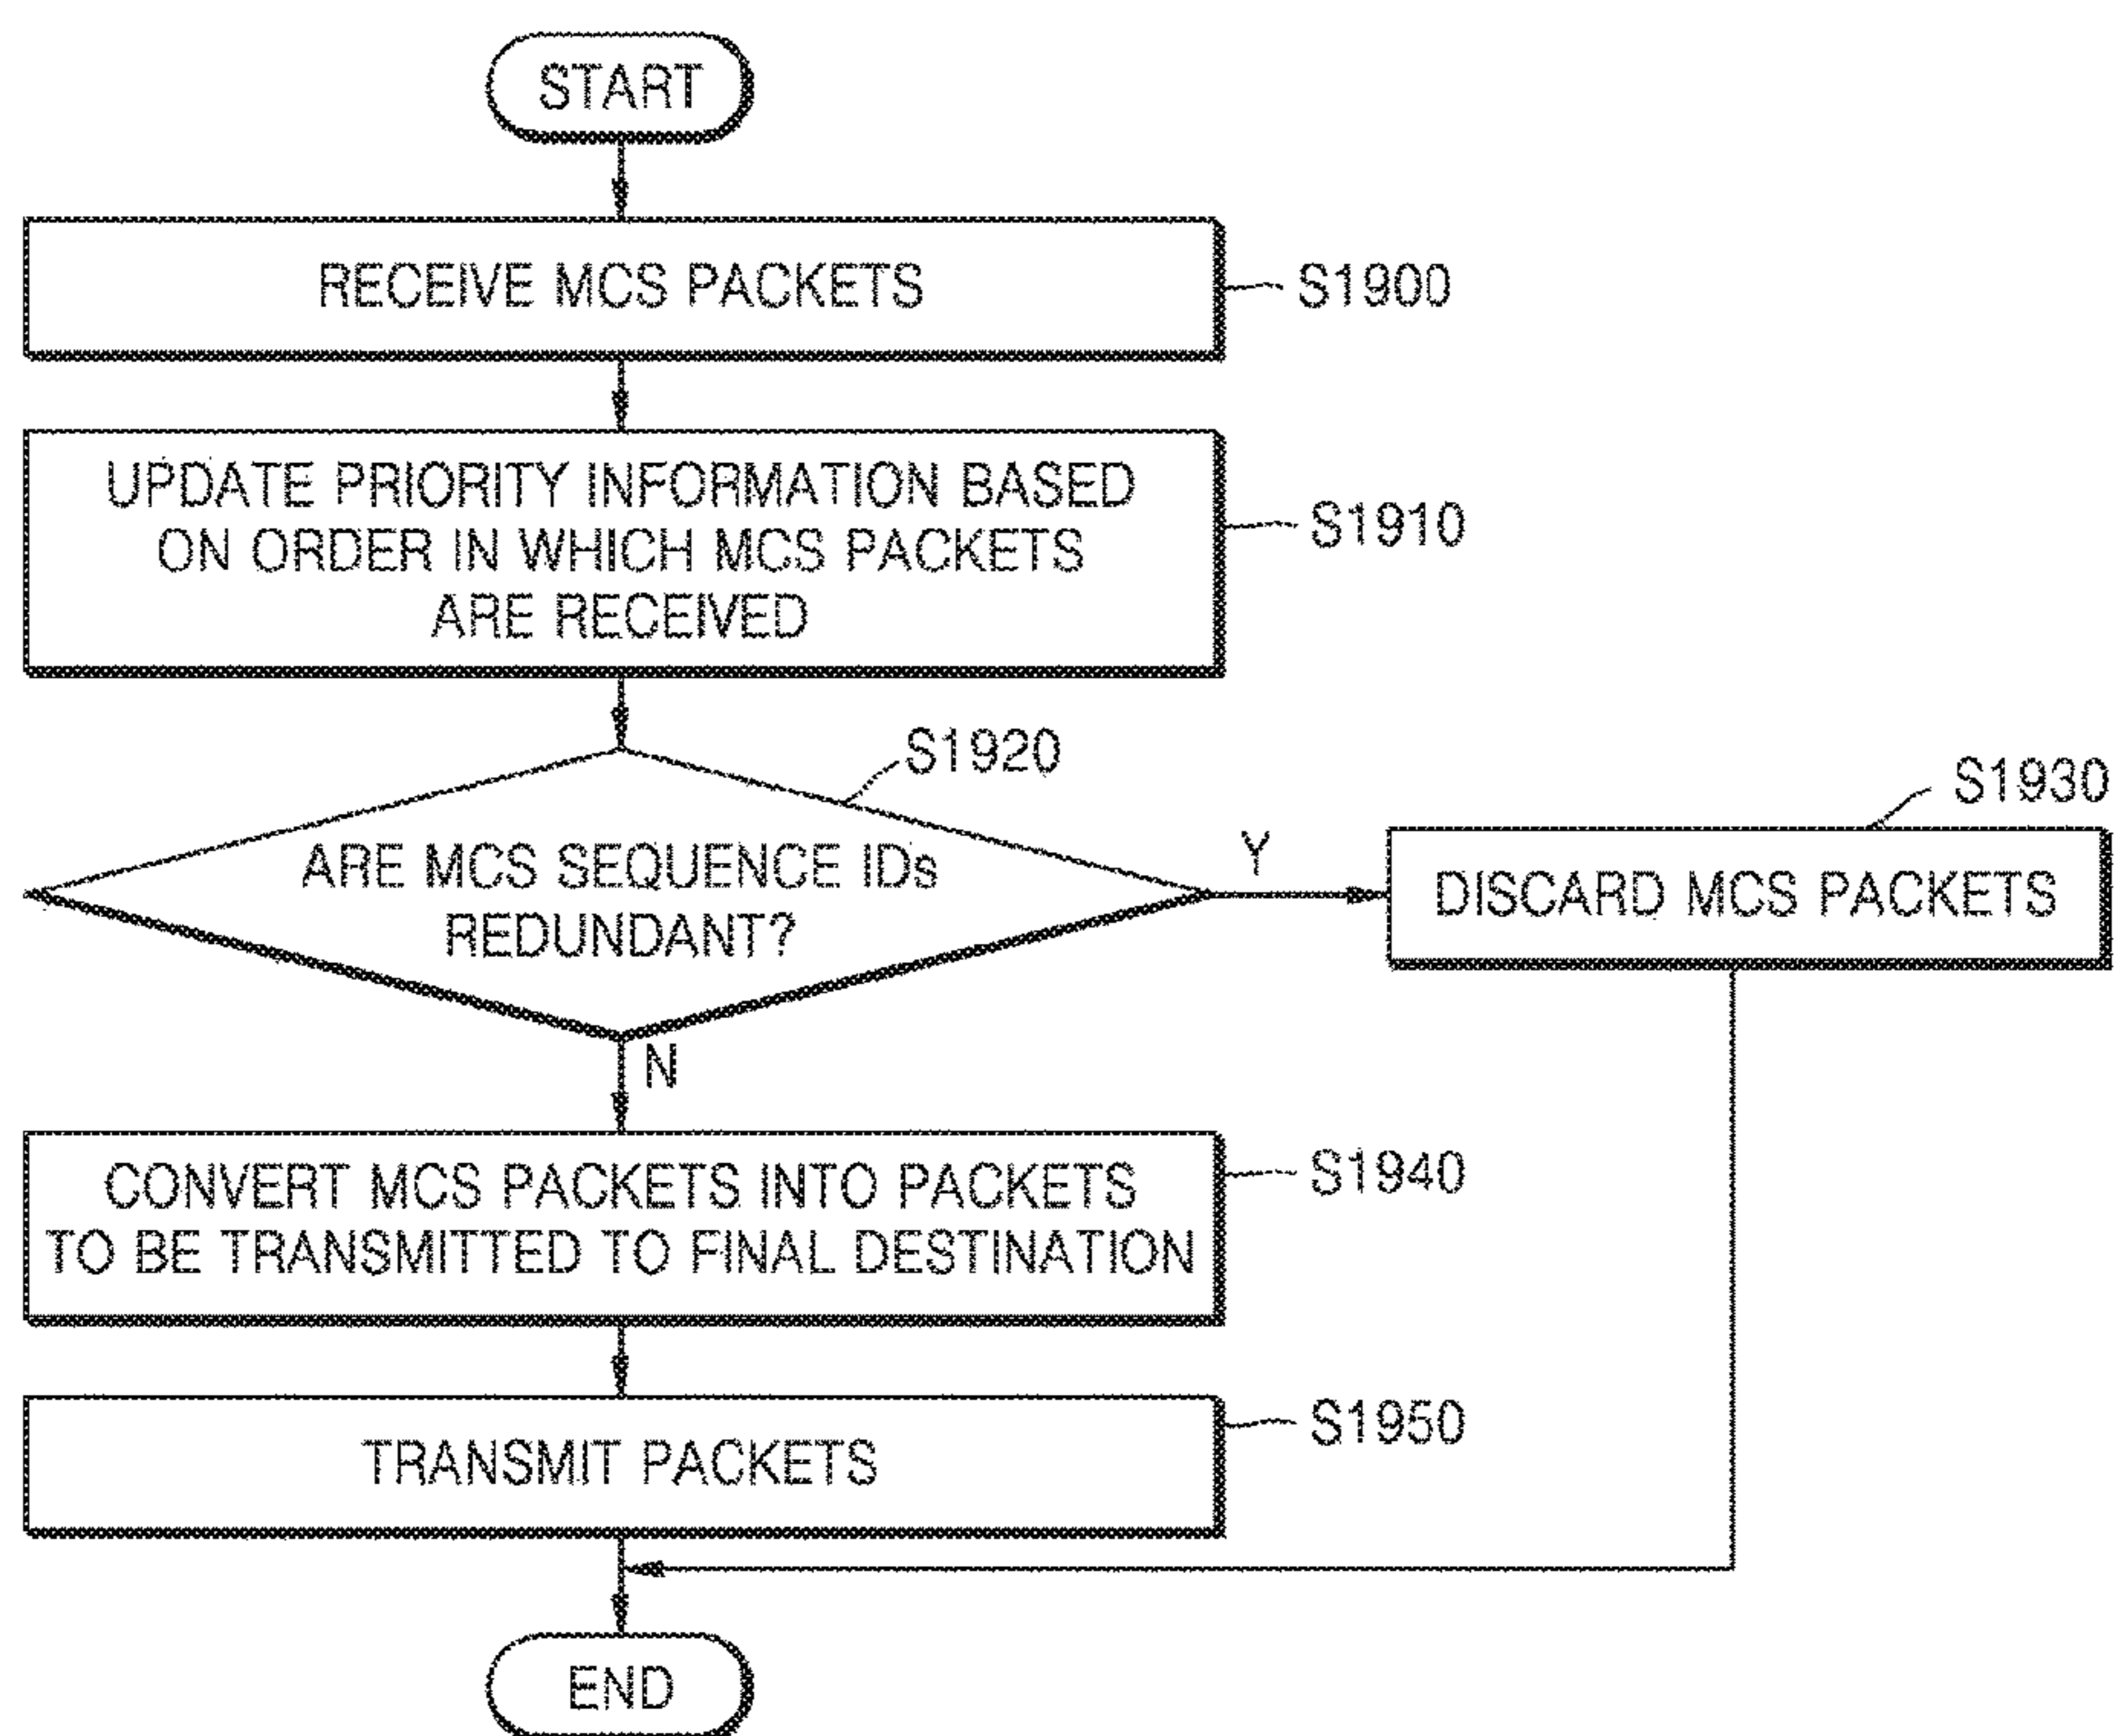 START
RECEIVE MCS PACKETS
S1900
UPDATE PRIORITY INFORMATION BASED
ON ORDER IN WHICH MCS PACKETS
ARE RECEIVED
S1910
S1920
ARE MCS SEQUENCE IDs
REDUNDANT?
Y
S1930
DISCARD MCS PACKETS
N
CONVERT MCS PACKETS INTO PACKETS
TO BE TRANSMITTED TO FINAL DESTINATION
S1940
TRANSMIT PACKETS
S1950
END